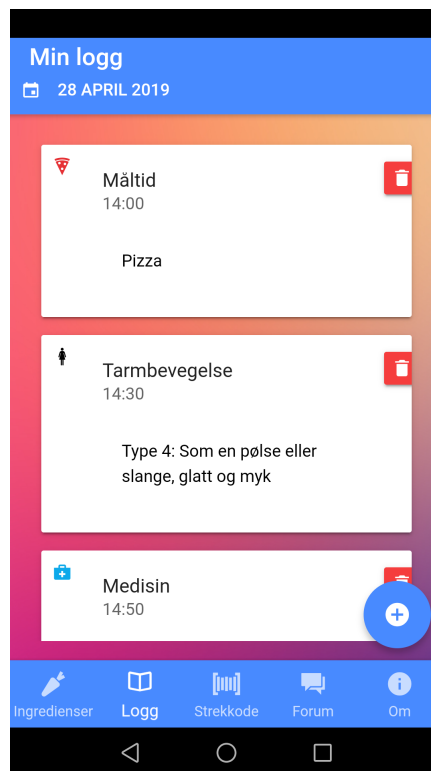 Min logg
28 APRIL 2019
Måltid
14:00
Pizza
Tarmbevegelse
14:30
Type 4: Som en pølse eller
slange, glatt og myk
Medisin
14:50
Ingredienser
Logg
Strekkode
Forum
Om